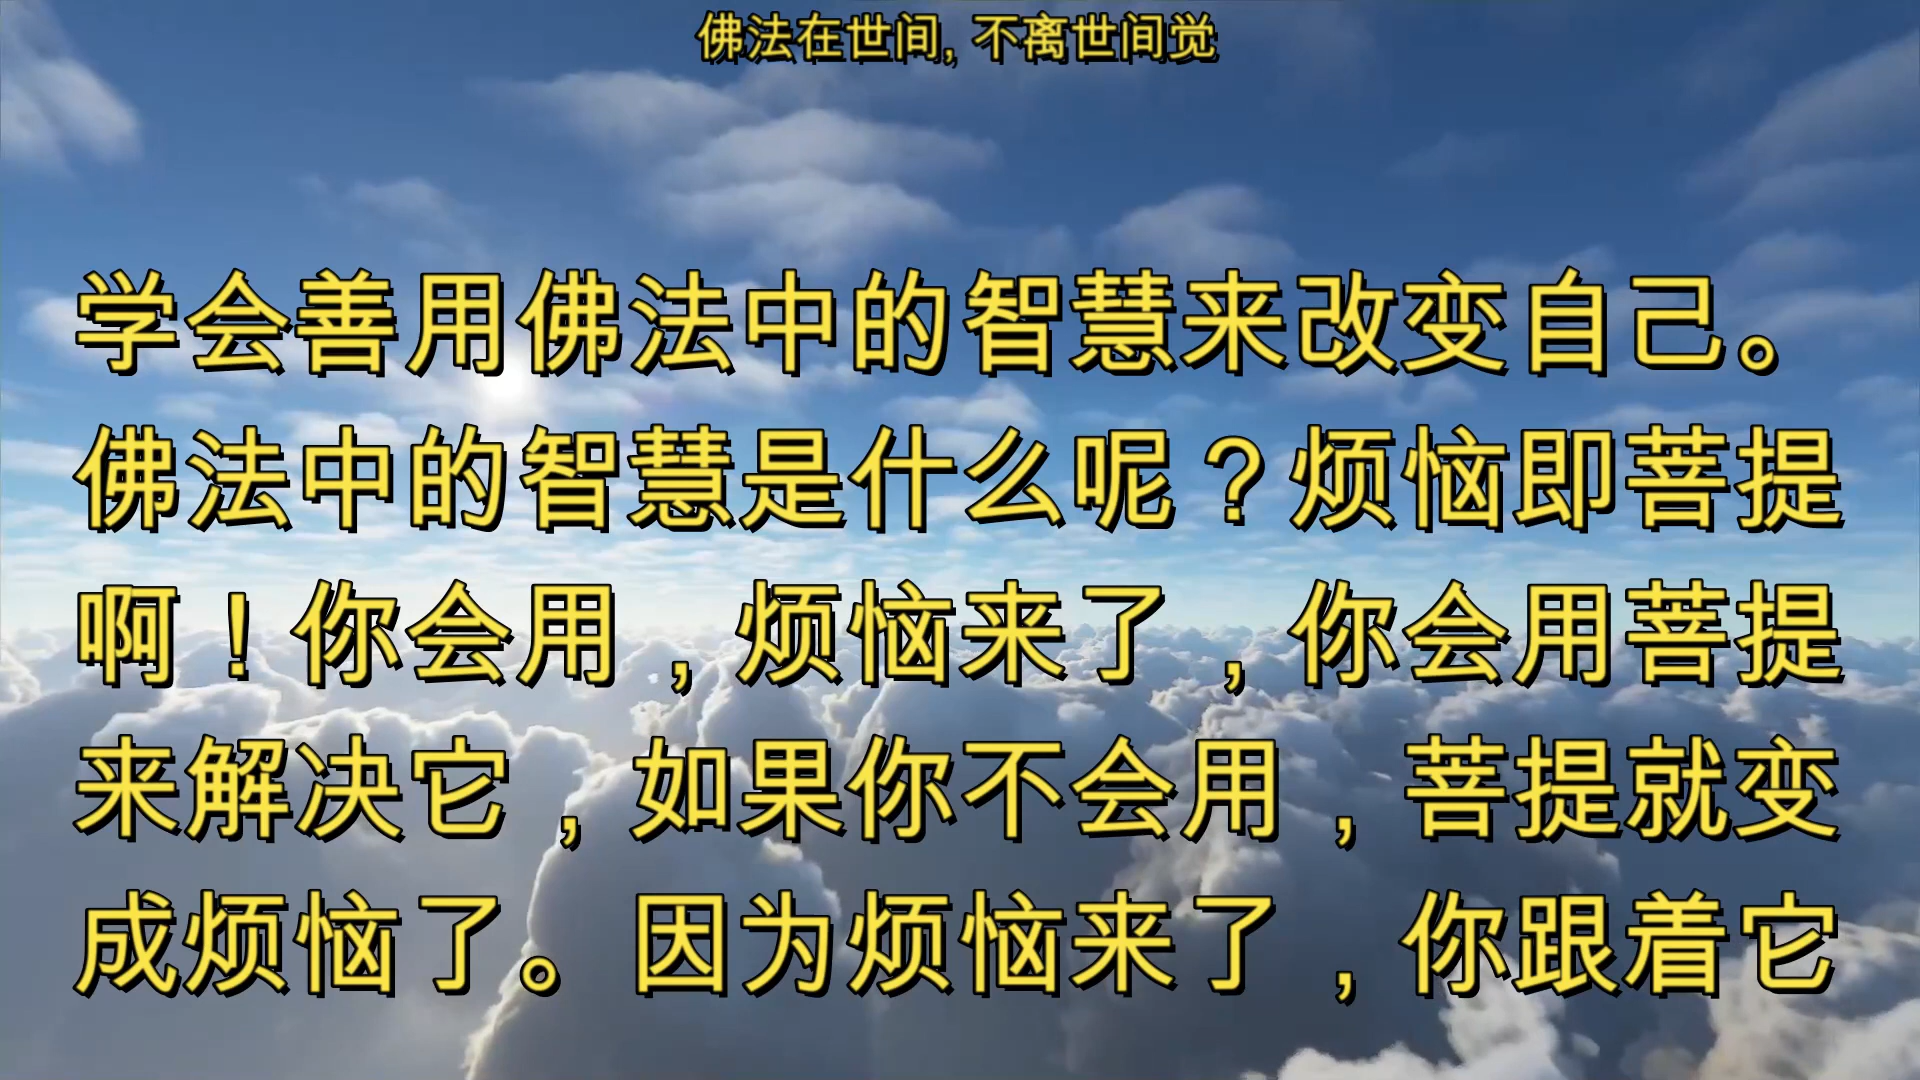 佛法在世间, 不离世间觉
学会善用佛法中的智慧来改变自己。
佛法中的智慧是什么呢？烦恼即菩提
啊！你会用，烦恼来了，你会用菩提
来解决它，如果你不会用，菩提就变
成烦恼了。因为烦恼来了，你跟着它